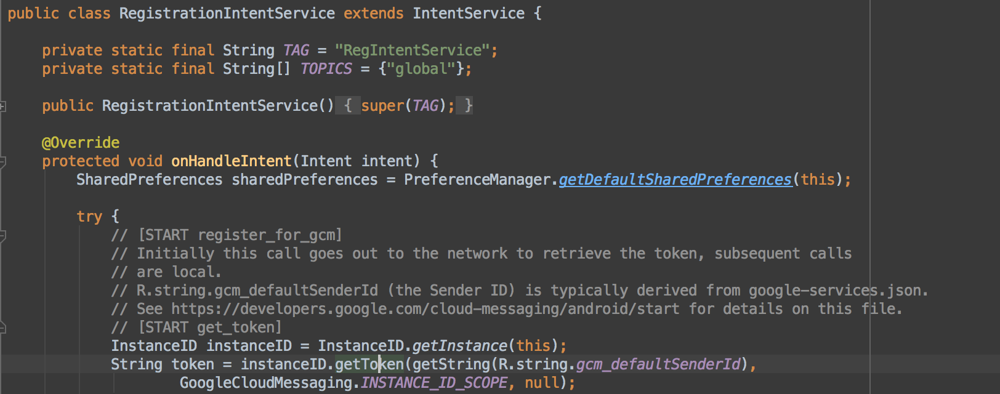 public class RegistrationIntentService extends IntentService {
private static final String TAG = "RegIntentService";
private static final String[] TOPICS = {"global"};
public RegistrationIntentService() { super(TAG); }
@Override
protected void onHandleIntent(Intent intent) {
SharedPreferences sharedPreferences = PreferenceManager.getDefaultSharedPreferences(this);
try {
// [START register_for_gcm]
// Initially this call goes out to the network to retrieve the token, subsequent calls
// are local.
// R.string.gcm_defaultSenderId (the Sender ID) is typically derived from google-services.json.
// See https://developers.google.com/cloud-messaging/android/start for details on this file.
// [START get_token]
InstanceID instanceID = InstanceID.getInstance(this);
String token = instanceID.getToken(getString(R.string.gcm_defaultSenderId),
GoogleCloudMessaging.INSTANCE_ID_SCOPE, null);